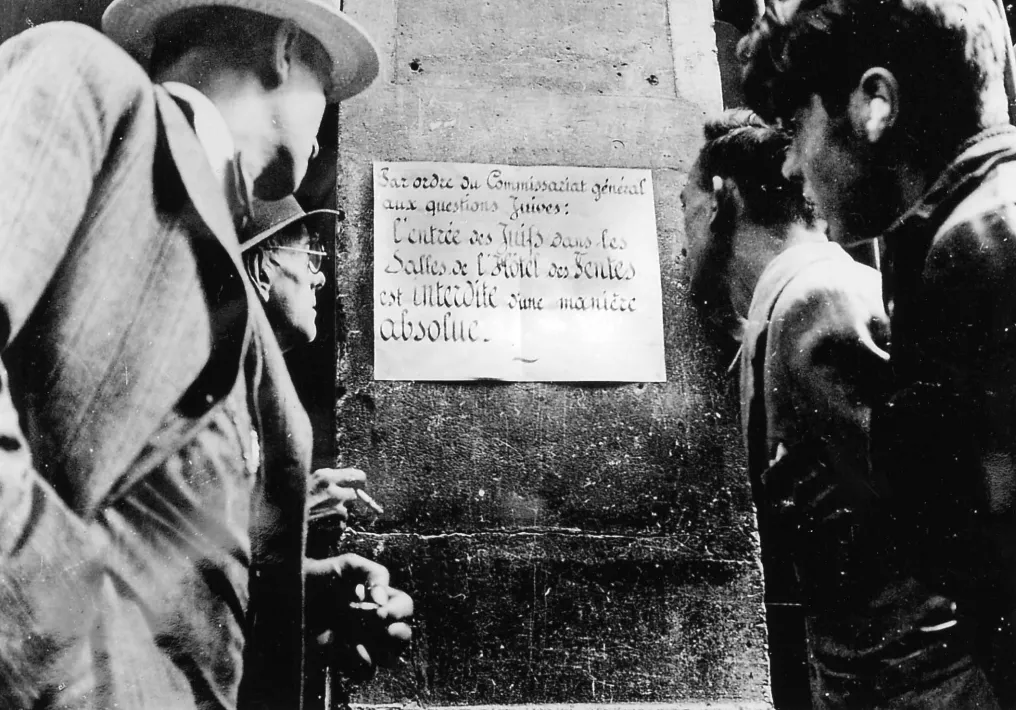 Par ordre du Commissariat général
aux questions Juives:
L'entrée des Juifs dans les
Salles de l'Hôtel des Ventes
est interdite d'une manière
absolue.